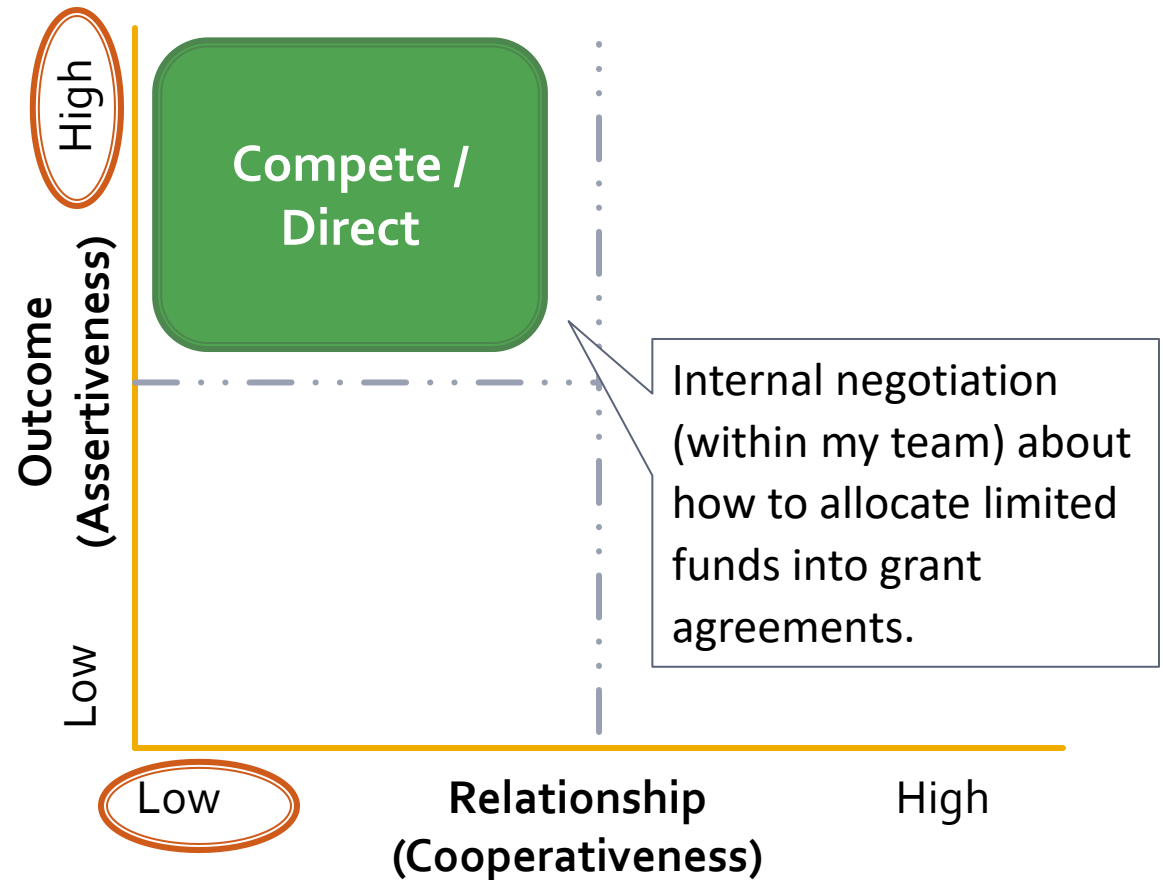 High
Compete /
Direct
Outcome
(Assertiveness)
Internal negotiation
(within my team) about
how to allocate limited
funds into grant
agreements.
Low
Low
Relationship
(Cooperativeness)
High